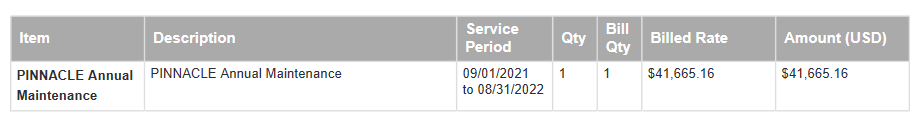 Item Description Service Period Qty Bill Qty Billed Rate Amount (USD)
PINNACLE Annual Maintenance PINNACLE Annual Maintenance 09/01/2021 to 08/31/2022 1 1 $41,665.16 $41,665.16